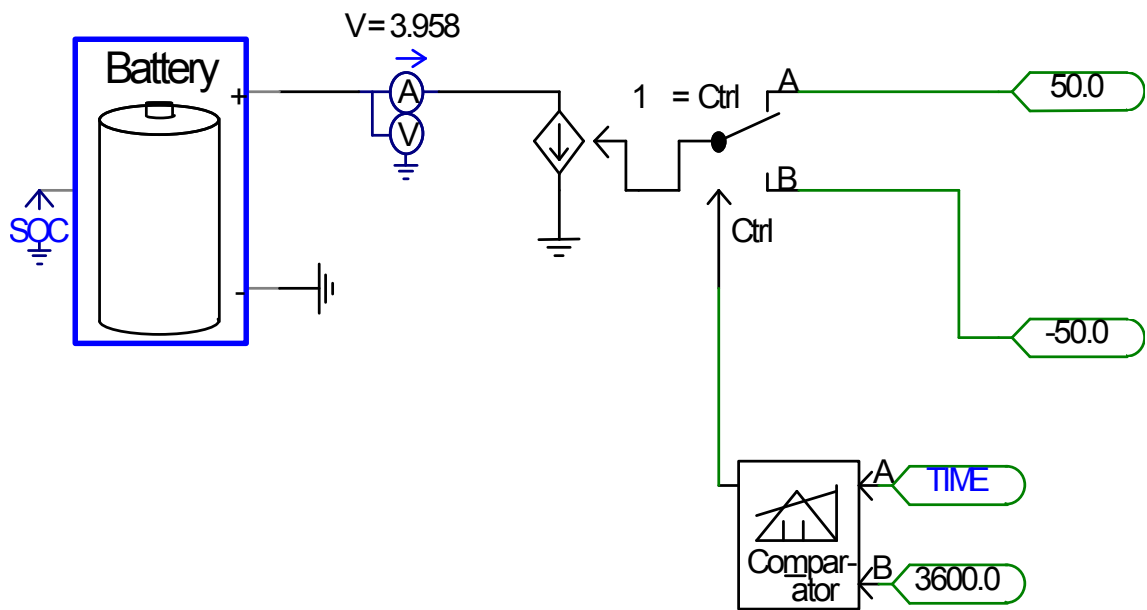 V= 3.958
Battery
+
A
V
SOC
-
1 = Ctrl
A
50.0
B
Ctrl
-50.0
A
TIME
Compar-
ator
B
3600.0